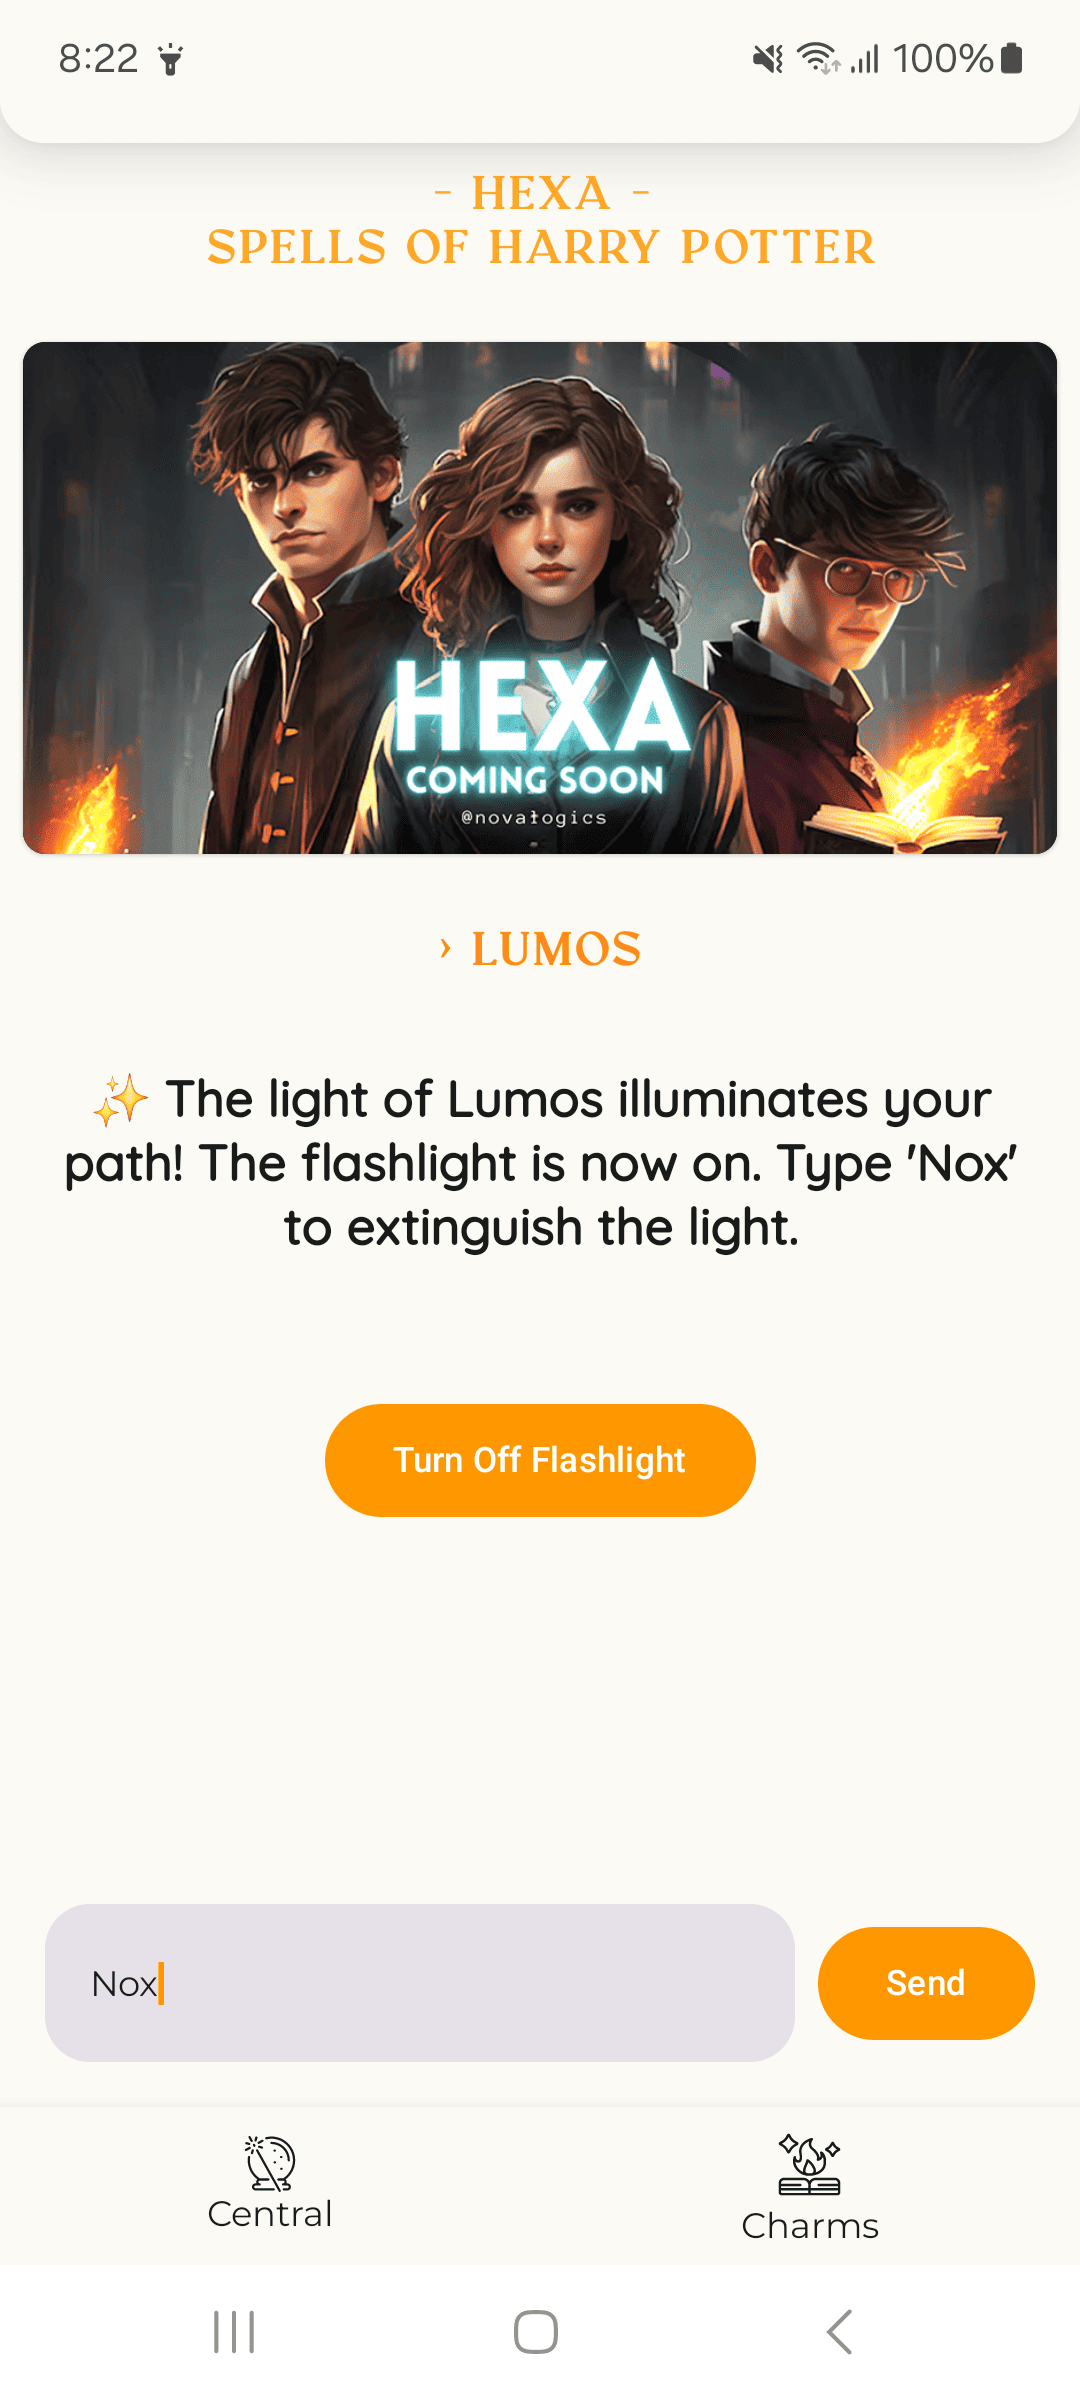 8:22 100%
- HEXA -
SPELLS OF HARRY POTTER
HEXA
COMING SOON
@novałogics
› LUMOS
✨ The light of Lumos illuminates your
path! The flashlight is now on. Type 'Nox'
to extinguish the light.
Turn Off Flashlight
Nox
Send
Central
Charms